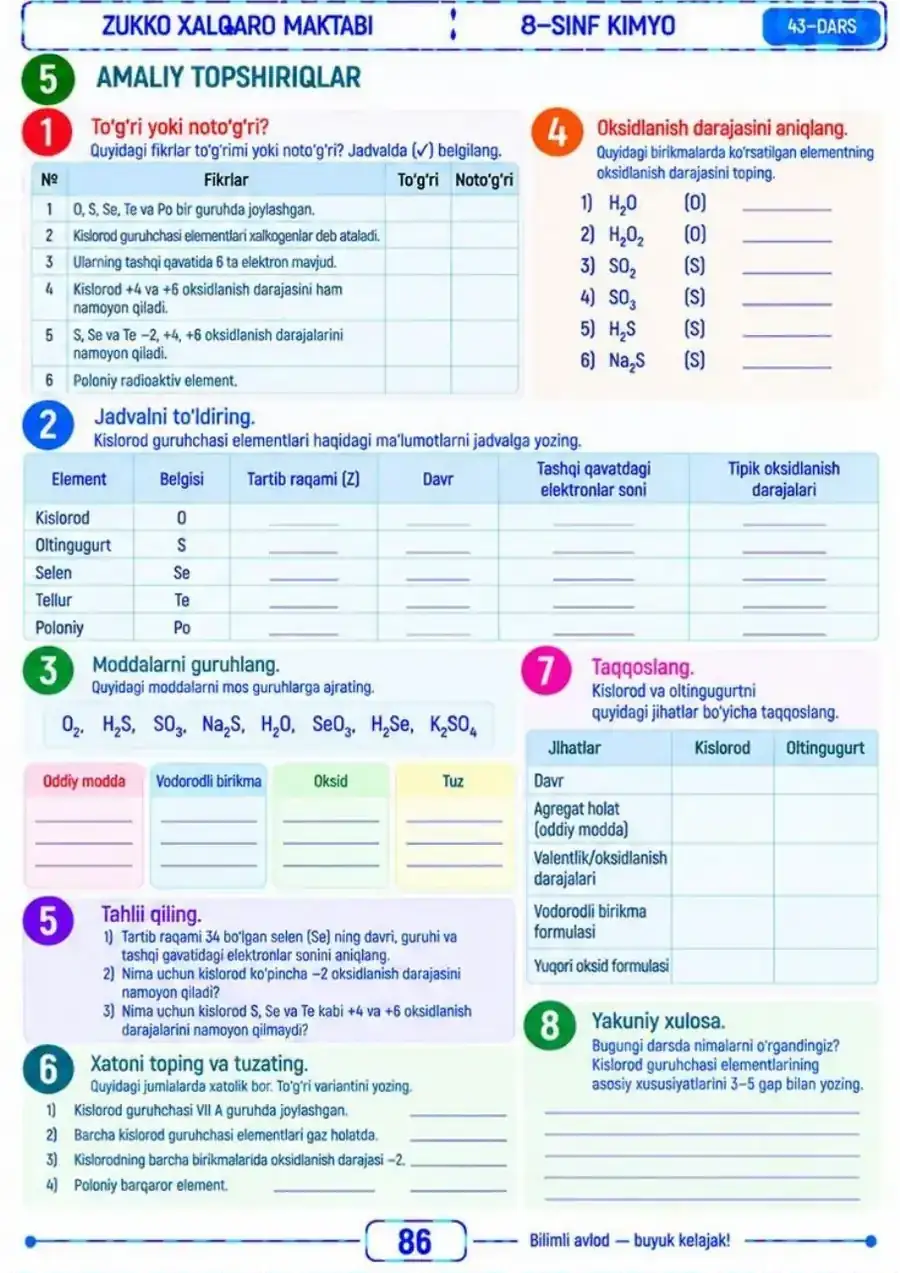 ZUKKO XALQARO MAKTABI
8–SINF KIMYO
43–DARS
5 AMALIY TOPSHIRIQLAR
1 To'g'ri yoki noto'g'ri?
Quyidagi fikrlar to'g'rimi yoki noto'g'ri? Jadvalda (✓) belgilang.
№ Fikrlar To'g'ri Noto'g'ri
1 O, S, Se, Te va Po bir guruhda joylashgan.
2 Kislorod guruhchasi elementlari xalkogenlar deb ataladi.
3 Ularning tashqi qavatida 6 ta elektron mavjud.
4 Kislorod +4 va +6 oksidlanish darajasini ham
namoyon qiladi.
5 S, Se va Te –2, +4, +6 oksidlanish darajalarini
namoyon qiladi.
6 Poloniy radioaktiv element.
4 Oksidlanish darajasini aniqlang.
Quyidagi birikmalarda ko'rsatilgan elementning
oksidlanish darajasini toping.
1) H₂O (O)
2) H₂O₂ (O)
3) SO₂ (S)
4) SO₃ (S)
5) H₂S (S)
6) Na₂S (S)
2 Jadvalni to'ldiring.
Kislorod guruhchasi elementlari haqidagi ma'lumotlarni jadvalga yozing.
Element Belgisi Tartib raqami (Z) Davr Tashqi qavatdagi
elektronlar soni Tipik oksidlanish
darajalari
Kislorod O
Oltingugurt S
Selen Se
Tellur Te
Poloniy Po
3 Moddalarni guruhlang.
Quyidagi moddalarni mos guruhlarga ajrating.
O₂, H₂S, SO₃, Na₂S, H₂O, SeO₃, H₂Se, K₂SO₄
Oddiy modda Vodorodli birikma Oksid Tuz
7 Taqqoslang.
Kislorod va oltingugurtni
quyidagi jihatlar bo'yicha taqqoslang.
Jihatlar Kislorod Oltingugurt
Davr
Agregat holat
(oddiy modda)
Valentlik/oksidlanish
darajalari
Vodorodli birikma
formulasi
Yuqori oksid formulasi
5 Tahlii qiling.
1) Tartib raqami 34 bo'lgan selen (Se) ning davri, guruhi va
tashqi gavatidagi elektronlar sonini aniqlang.
2) Nima uchun kislorod ko'pincha –2 oksidlanish darajasini
namoyon qiladi?
3) Nima uchun kislorod S, Se va Te kabi +4 va +6 oksidlanish
darajalarini namoyon qilmaydi?
6 Xatoni toping va tuzating.
Quyidagi jumlalarda xatolik bor. To'g'ri variantini yozing.
1) Kislorod guruhchasi VII A guruhda joylashgan.
2) Barcha kislorod guruhchasi elementlari gaz holatda.
3) Kislorodning barcha birikmalarida oksidlanish darajasi –2.
4) Poloniy barqaror element.
8 Yakuniy xulosa.
Bugungi darsda nimalarni o'rgandingiz?
Kislorod guruhchasi elementlarining
asosiy xususiyatlarini 3–5 gap bilan yozing.
86
Bilimli avlod — buyuk kelajak!